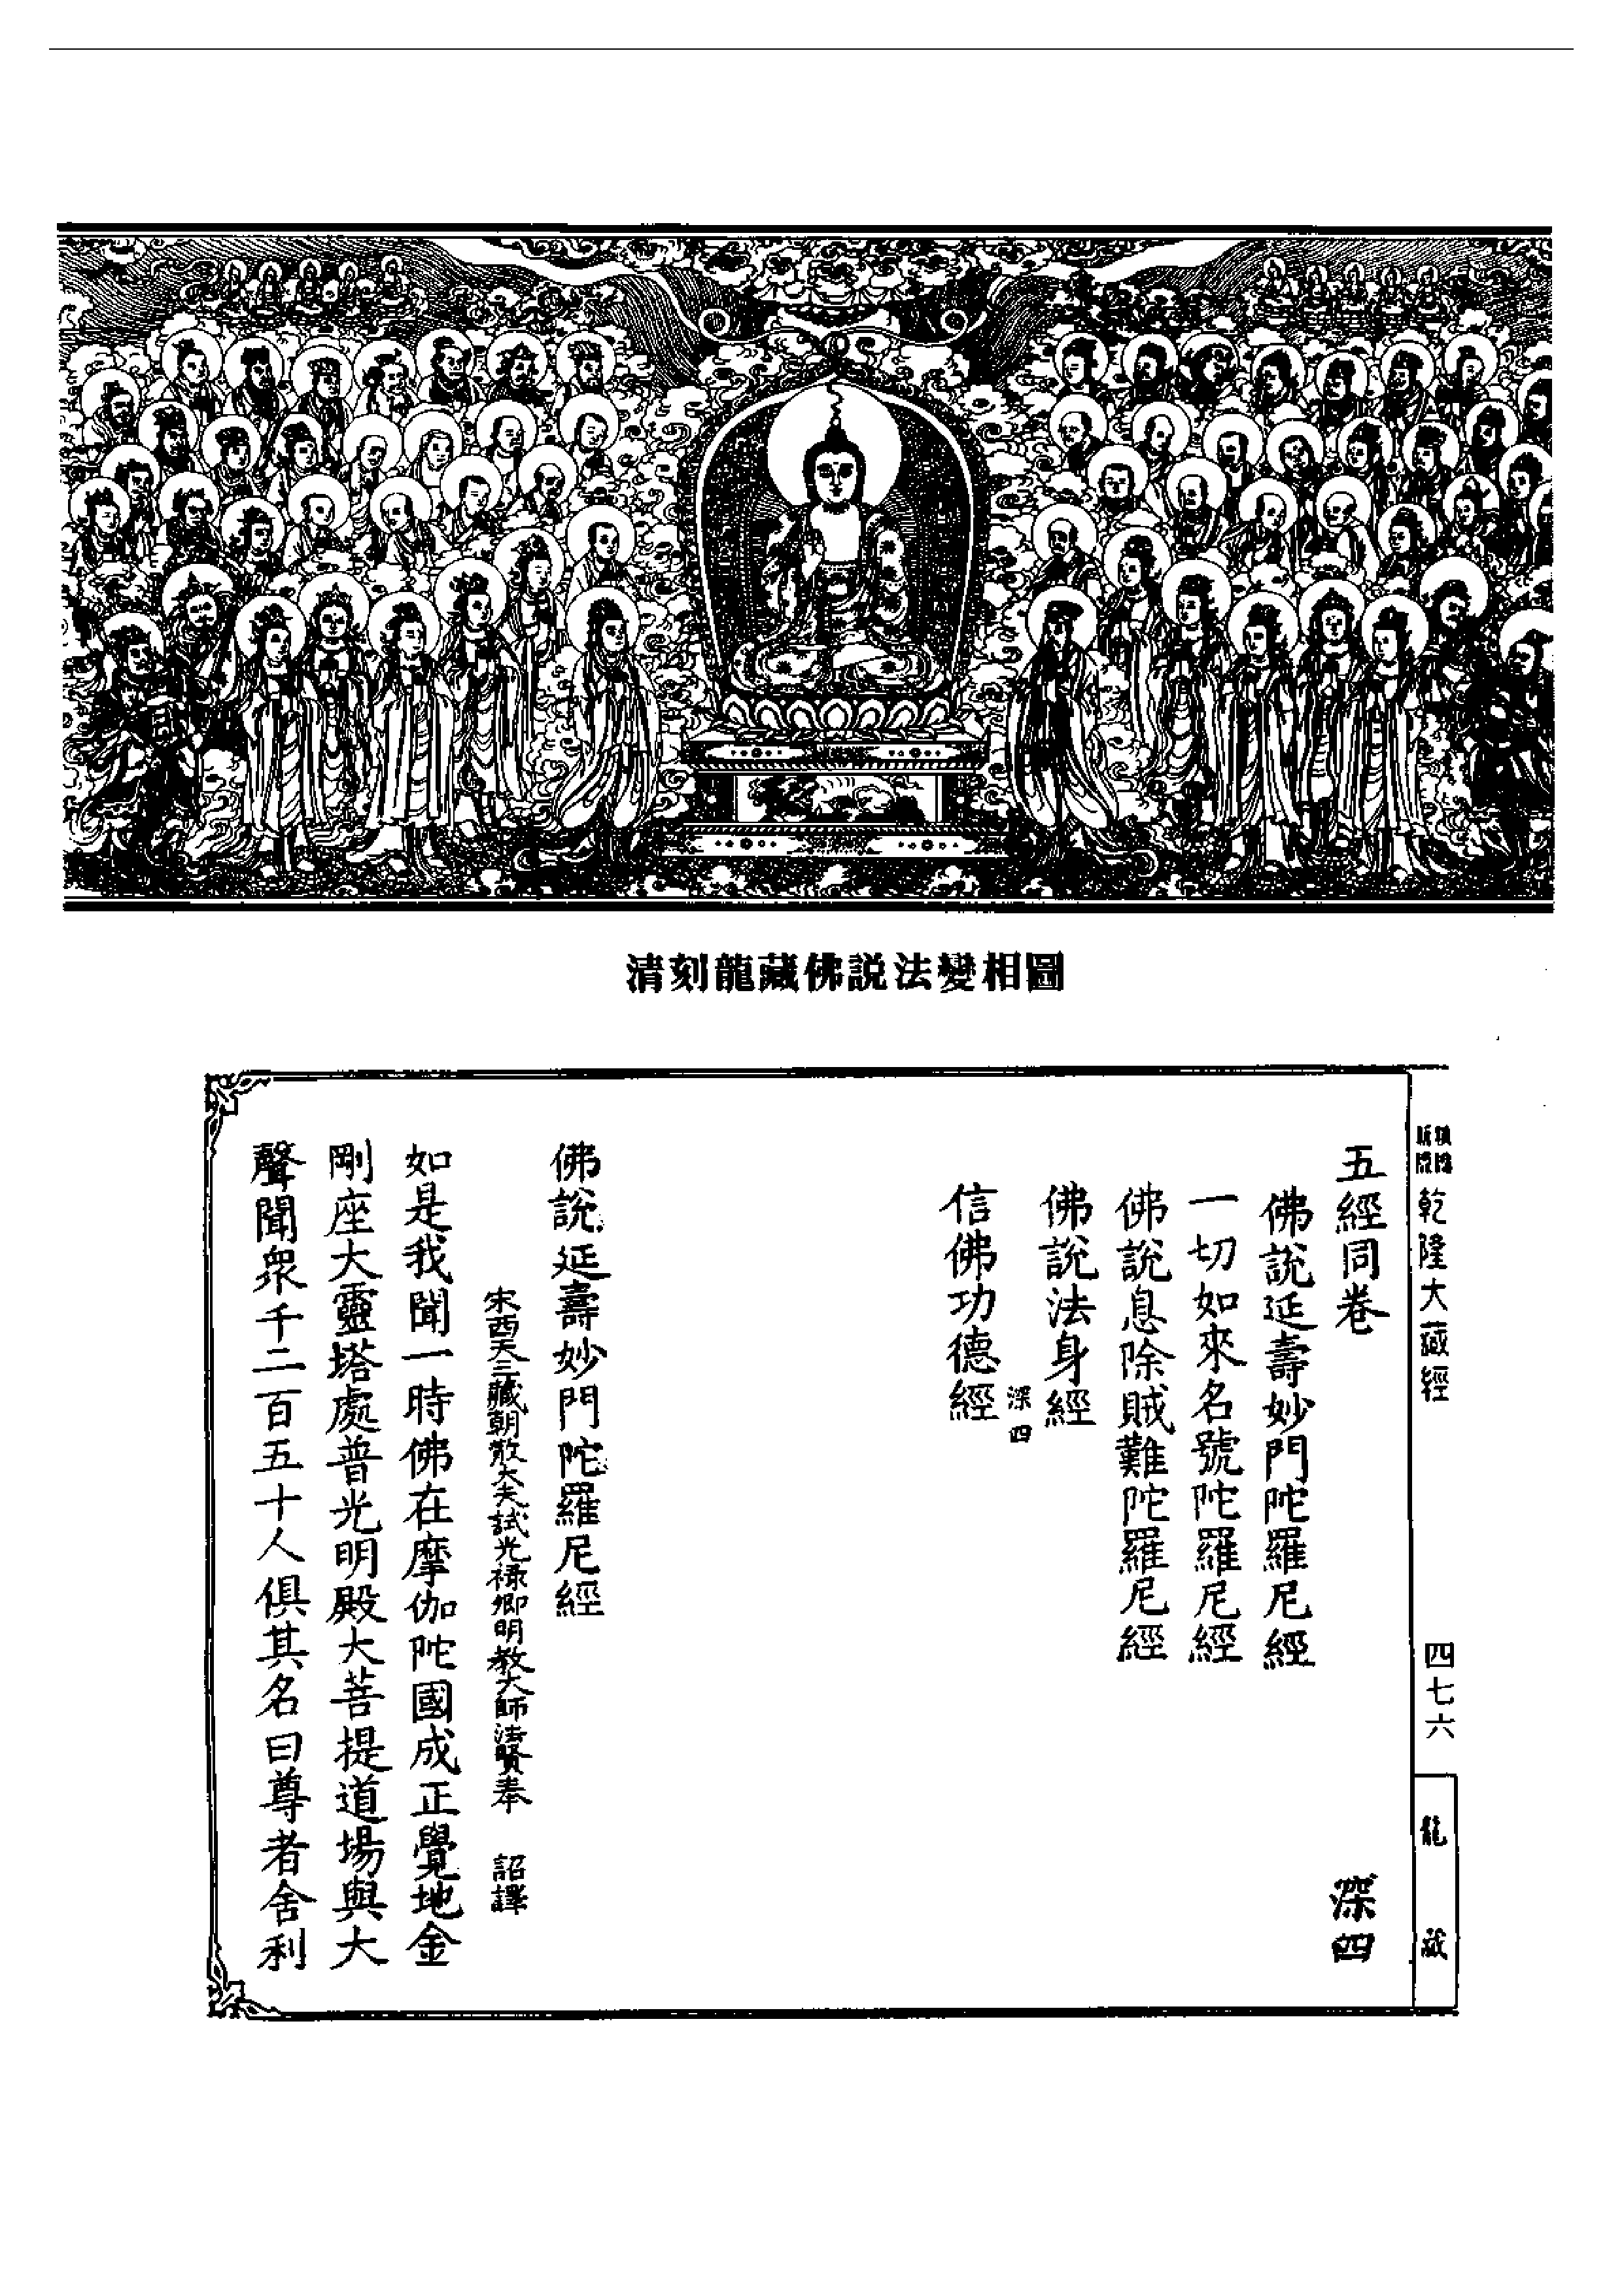 清刻龍藏佛説法變相圖
乾隆大藏經
四七六
龍藏
五經同卷 深四
佛說延壽妙門陀羅尼經
一切如來名號陀羅尼經
佛說息除賊難陀羅尼經
佛說法身經
深四
信佛功德經
佛說延壽妙門陀羅尼經
宋西天三藏朝散大夫試光祿卿明教大師法賢奉 詔譯
如是我聞一時佛在摩伽陀國成正覺地金
剛座大靈塔處普光明殿大菩提道場與大
聲聞衆千二百五十人俱其名曰尊者舍利